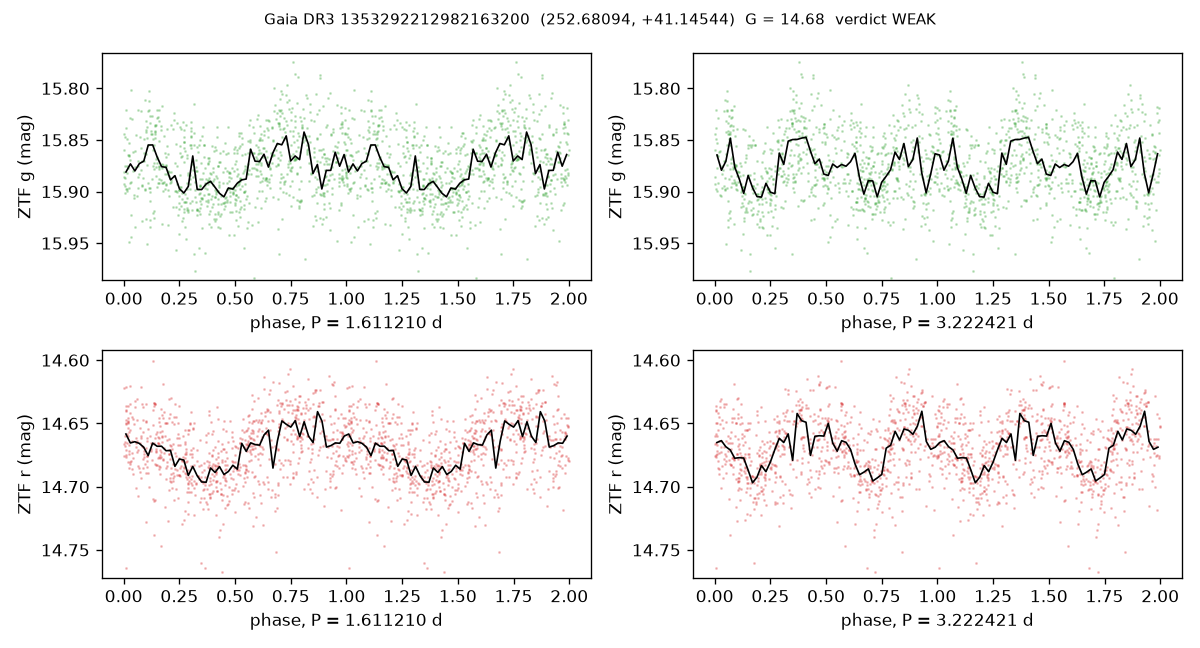 Gaia DR3 1353292212982163200 (252.68094, +41.14544) G = 14.68 verdict WEAK
ZTF g (mag)
15.80
15.85
15.90
15.95
0.00 0.25 0.50 0.75 1.00 1.25 1.50 1.75 2.00
phase, P = 1.611210 d
ZTF g (mag)
15.80
15.85
15.90
15.95
0.00 0.25 0.50 0.75 1.00 1.25 1.50 1.75 2.00
phase, P = 3.222421 d
ZTF r (mag)
14.60
14.65
14.70
14.75
0.00 0.25 0.50 0.75 1.00 1.25 1.50 1.75 2.00
phase, P = 1.611210 d
ZTF r (mag)
14.60
14.65
14.70
14.75
0.00 0.25 0.50 0.75 1.00 1.25 1.50 1.75 2.00
phase, P = 3.222421 d